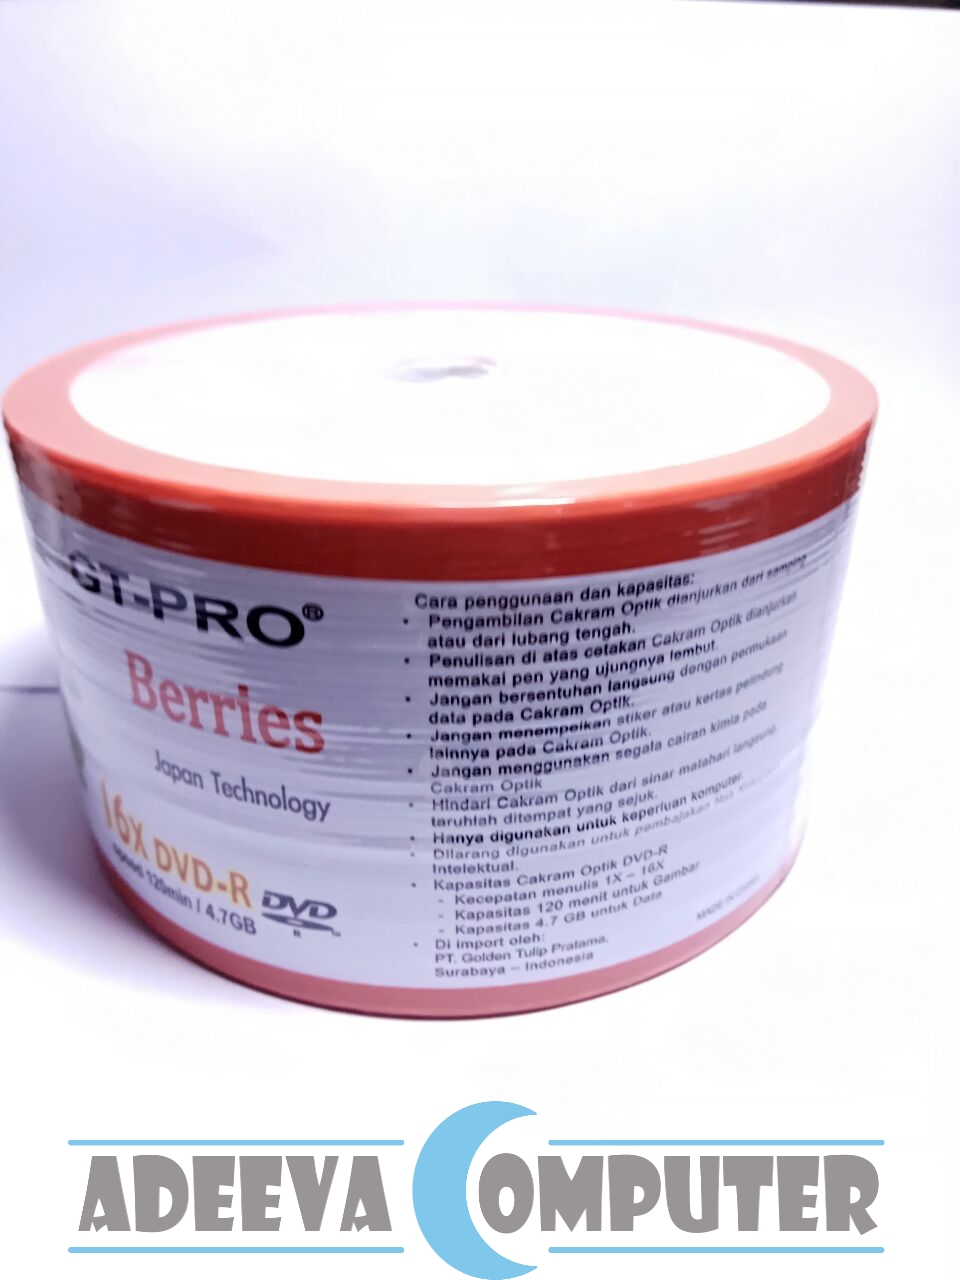 GT-PRO®
Berries
Japan Technology
16X DVD-R
speed 120min / 4.7GB
DVD
R
TM
Cara penggunaan dan kapasitas:
• Pengambilan Cakram Optik dianjurkan dari samping
atau dari lubang tengah.
• Penulisan di atas cetakan Cakram Optik dianjurkan
memakai pen yang ujungnya lembut.
• Jangan bersentuhan langsung dengan permukaan
data pada Cakram Optik.
• Jangan menempelkan stiker atau kertas pelindung
lainnya pada Cakram Optik.
• Jangan menggunakan segala cairan kimia pada
Cakram Optik
• Hindari Cakram Optik dari sinar matahari langsung,
taruhlah ditempat yang sejuk.
• Hanya digunakan untuk keperluan komputer.
• Dilarang digunakan untuk pembajakan Hak
Intelektual.
• Kapasitas Cakram Optik DVD-R
- Kecepatan menulis 1X – 16X
- Kapasitas 120 menit untuk Gambar
- Kapasitas 4.7 GB untuk Data
• Di import oleh:
PT. Golden Tulip Pratama,
Surabaya – Indonesia
MADE IN CHINA
ADEEVA COMPUTER